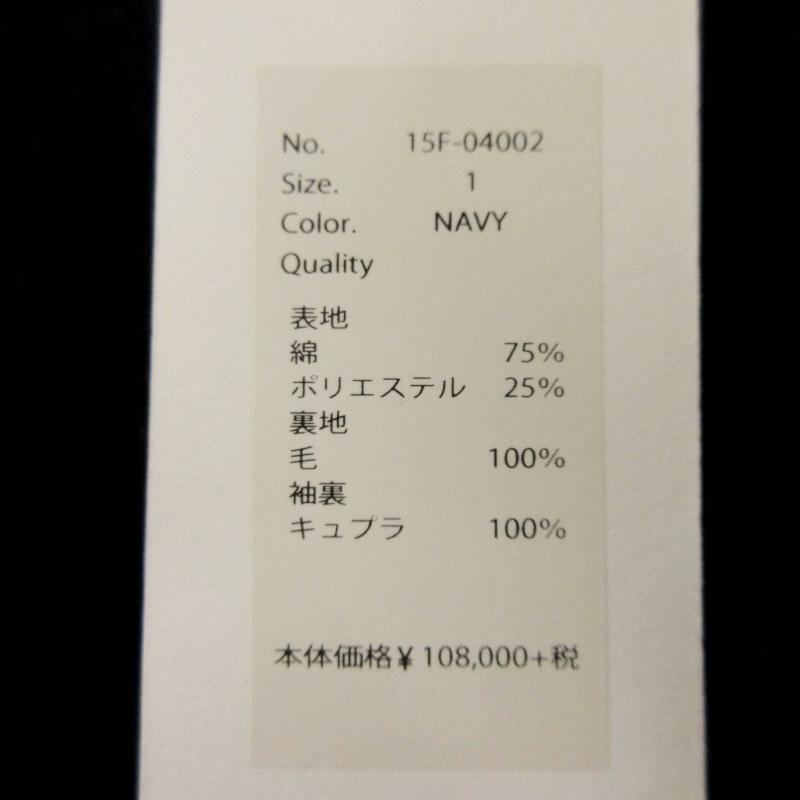 No. 15F-04002
Size. 1
Color. NAVY
Quality
表地
綿 75%
ポリエステル 25%
裏地
毛 100%
袖裏
キュプラ 100%
本体価格¥108,000+税